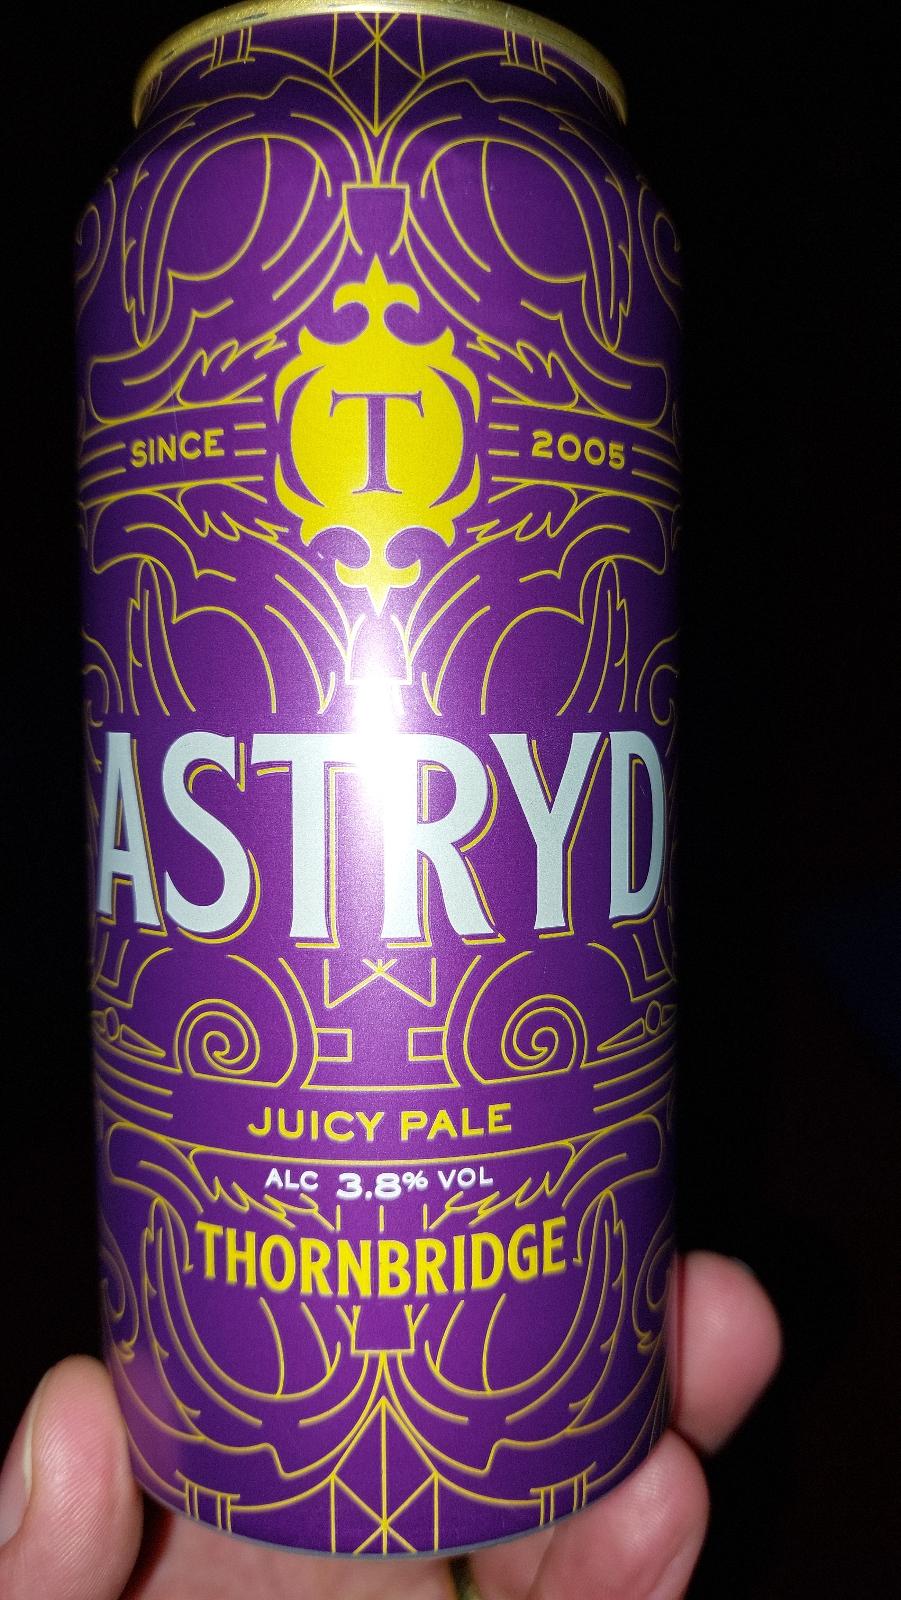 SINCE T 2005
ASTRYD
JUICY PALE
ALC 3.8% VOL
THORNBRIDGE